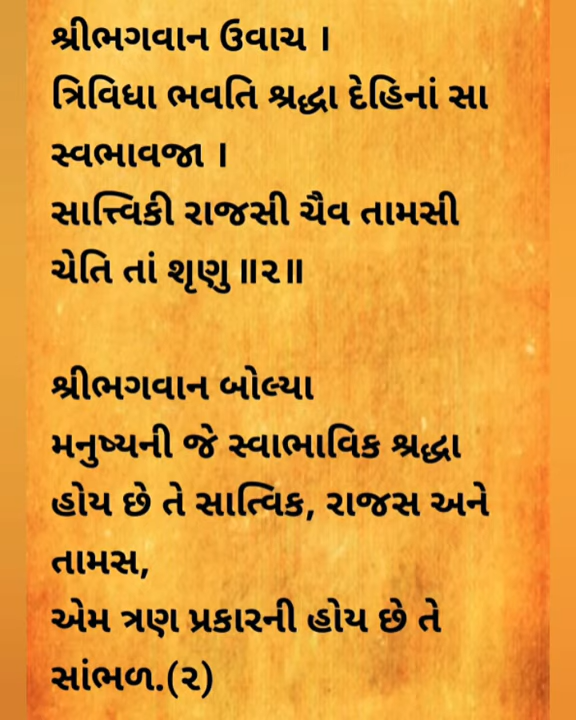 શ્રીભગવાન ઉવાચ ।
ત્રિવિધા ભવતિ શ્રદ્ધા દેહિનાં સા
સ્વભાવજા ।
સાત્ત્વિકી રાજસી ચૈવ તામસી
ચેતિ તાં શૃણુ ॥૨॥
શ્રીભગવાન બોલ્યા
મનુષ્યની જે સ્વાભાવિક શ્રદ્ધા
હોય છે તે સાત્વિક, રાજસ અને
તામસ,
એમ ત્રણ પ્રકારની હોય છે તે
સાંભળ.(૨)